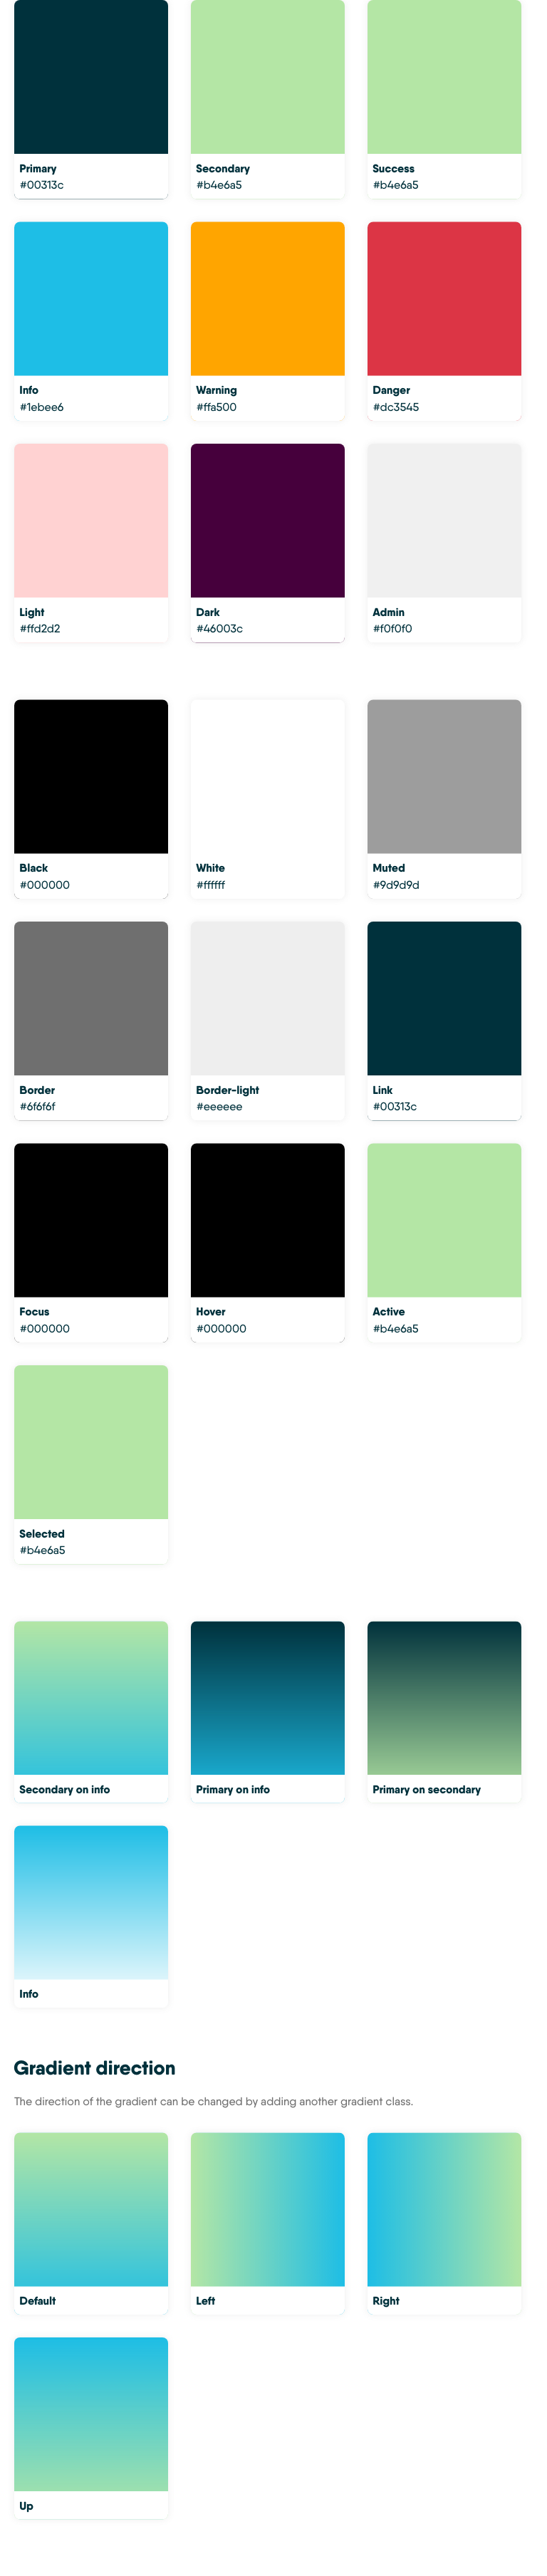 Primary
#00313c
Secondary
#b4e6a5
Success
#b4e6a5
Info
#1ebee6
Warning
#ffa500
Danger
#dc3545
Light
#ffd2d2
Dark
#46003c
Admin
#f0f0f0
Black
#000000
White
#ffffff
Muted
#9d9d9d
Border
#6f6f6f
Border-light
#eeeeee
Link
#00313c
Focus
#000000
Hover
#000000
Active
#b4e6a5
Selected
#b4e6a5
Secondary on info
Primary on info
Primary on secondary
Info
Gradient direction
The direction of the gradient can be changed by adding another gradient class.
Default
Left
Right
Up